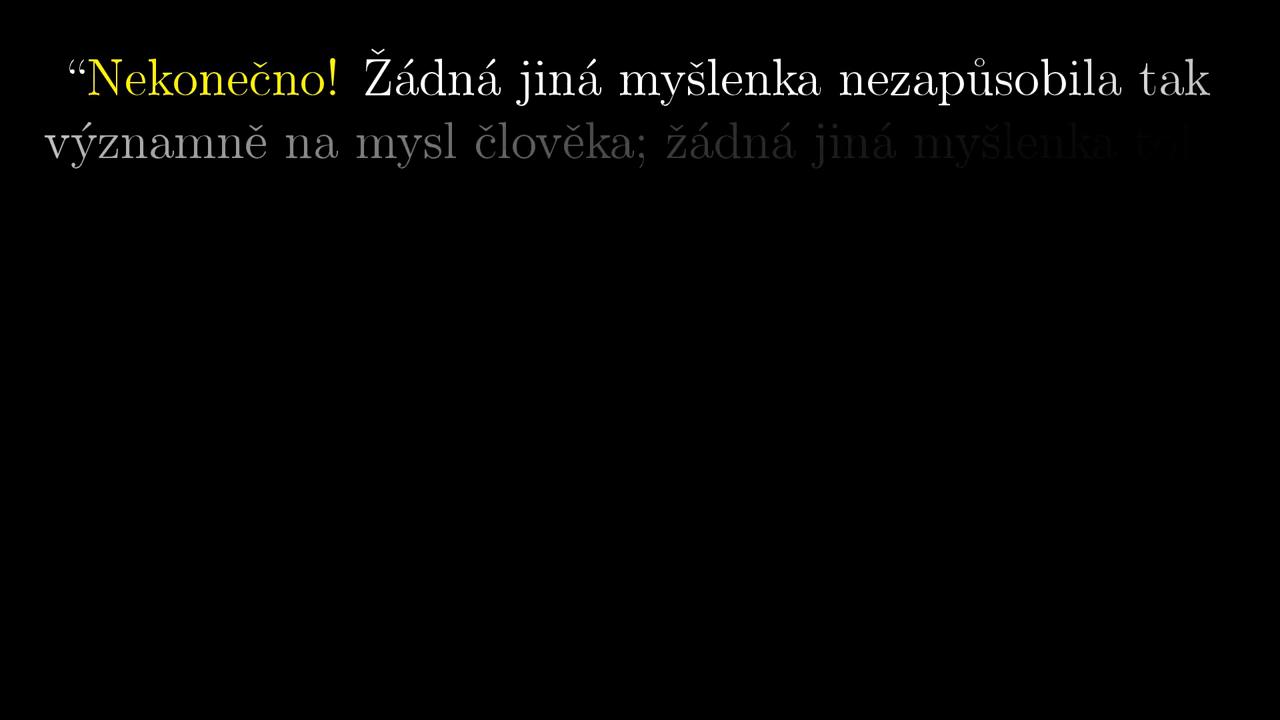 “Nekonečno! Žádná jiná myšlenka nezapůsobila tak
významně na mysl člověka; žádná jiná myšlenka